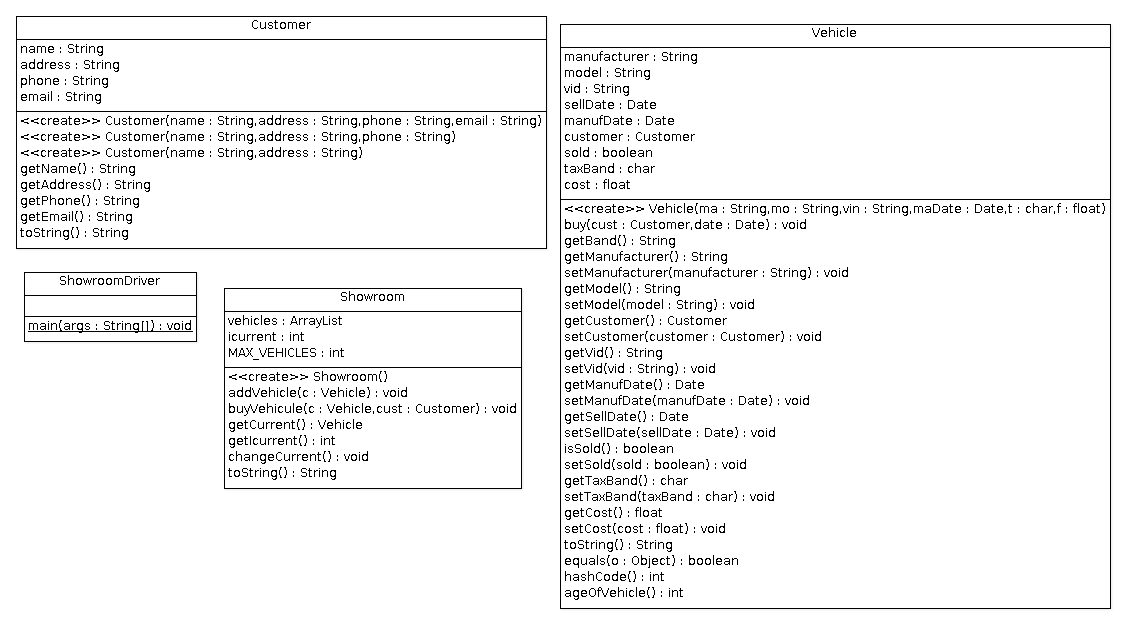 Customer
name : String
address : String
phone : String
email : String
<<create>> Customer(name : String,address : String,phone : String,email : String)
<<create>> Customer(name : String,address : String,phone : String)
<<create>> Customer(name : String,address : String)
getName() : String
getAddress() : String
getPhone() : String
getEmail() : String
toString() : String
ShowroomDriver
main(args : String[]) : void
Showroom
vehicles : ArrayList
icurrent : int
MAX_VEHICLES : int
<<create>> Showroom()
addVehicle(c : Vehicle) : void
buyVehicule(c : Vehicle,cust : Customer) : void
getCurrent() : Vehicle
getIcurrent() : int
changeCurrent() : void
toString() : String
Vehicle
manufacturer : String
model : String
vid : String
sellDate : Date
manufDate : Date
customer : Customer
sold : boolean
taxBand : char
cost : float
<<create>> Vehicle(ma : String,mo : String,vin : String,maDate : Date,t : char,f : float)
buy(cust : Customer,date : Date) : void
getBand() : String
getManufacturer() : String
setManufacturer(manufacturer : String) : void
getModel() : String
setModel(model : String) : void
getCustomer() : Customer
setCustomer(customer : Customer) : void
getVid() : String
setVid(vid : String) : void
getManufDate() : Date
setManufDate(manufDate : Date) : void
getSellDate() : Date
setSellDate(sellDate : Date) : void
isSold() : boolean
setSold(sold : boolean) : void
getTaxBand() : char
setTaxBand(taxBand : char) : void
getCost() : float
setCost(cost : float) : void
toString() : String
equals(o : Object) : boolean
hashCode() : int
ageOfVehicle() : int